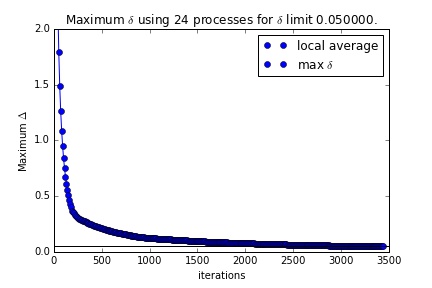 Maximum δ using 24 processes for δ limit 0.050000.
local average
max δ
Maximum Δ
2.0
1.5
1.0
0.5
0.0
0 500 1000 1500 2000 2500 3000 3500
iterations